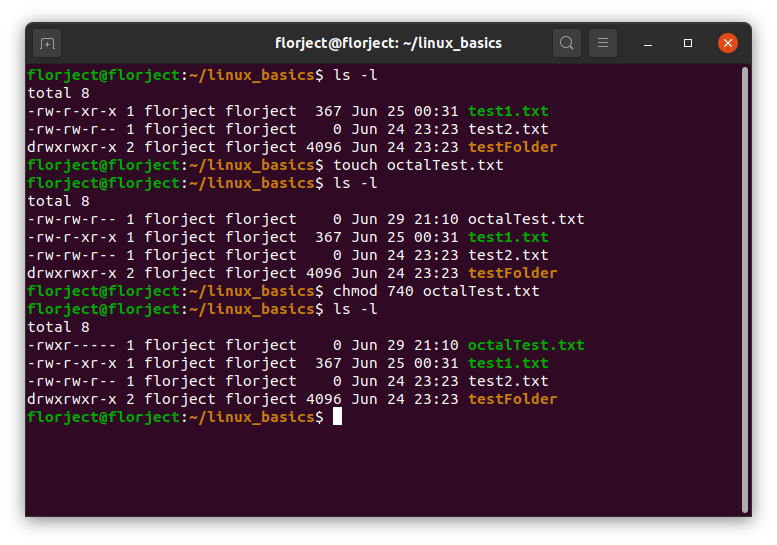 florject@florject: ~/linux_basics
florject@florject:~/linux_basics$ ls -l
total 8
-rw-r-xr-x 1 florject florject  367 Jun 25 00:31 test1.txt
-rw-rw-r-- 1 florject florject    0 Jun 24 23:23 test2.txt
drwxrwxr-x 2 florject florject 4096 Jun 24 23:23 testFolder
florject@florject:~/linux_basics$ touch octalTest.txt
florject@florject:~/linux_basics$ ls -l
total 8
-rw-rw-r-- 1 florject florject    0 Jun 29 21:10 octalTest.txt
-rw-r-xr-x 1 florject florject  367 Jun 25 00:31 test1.txt
-rw-rw-r-- 1 florject florject    0 Jun 24 23:23 test2.txt
drwxrwxr-x 2 florject florject 4096 Jun 24 23:23 testFolder
florject@florject:~/linux_basics$ chmod 740 octalTest.txt
florject@florject:~/linux_basics$ ls -l
total 8
-rwxr----- 1 florject florject    0 Jun 29 21:10 octalTest.txt
-rw-r-xr-x 1 florject florject  367 Jun 25 00:31 test1.txt
-rw-rw-r-- 1 florject florject    0 Jun 24 23:23 test2.txt
drwxrwxr-x 2 florject florject 4096 Jun 24 23:23 testFolder
florject@florject:~/linux_basics$